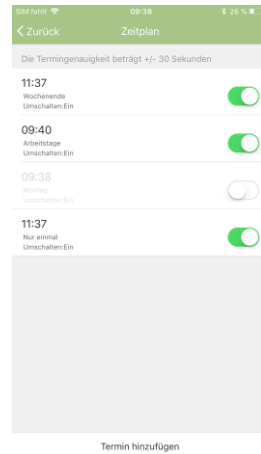 SIM fehlt 09:38 26 %
Zurück Zeitplan
Die Termingenauigkeit beträgt +/- 30 Sekunden
11:37
Wochenende
Umschalten:Ein
09:40
Arbeitstage
Umschalten:Ein
09:38
Montag
Umschalten:Ein
11:37
Nur einmal
Umschalten:Ein
Termin hinzufügen